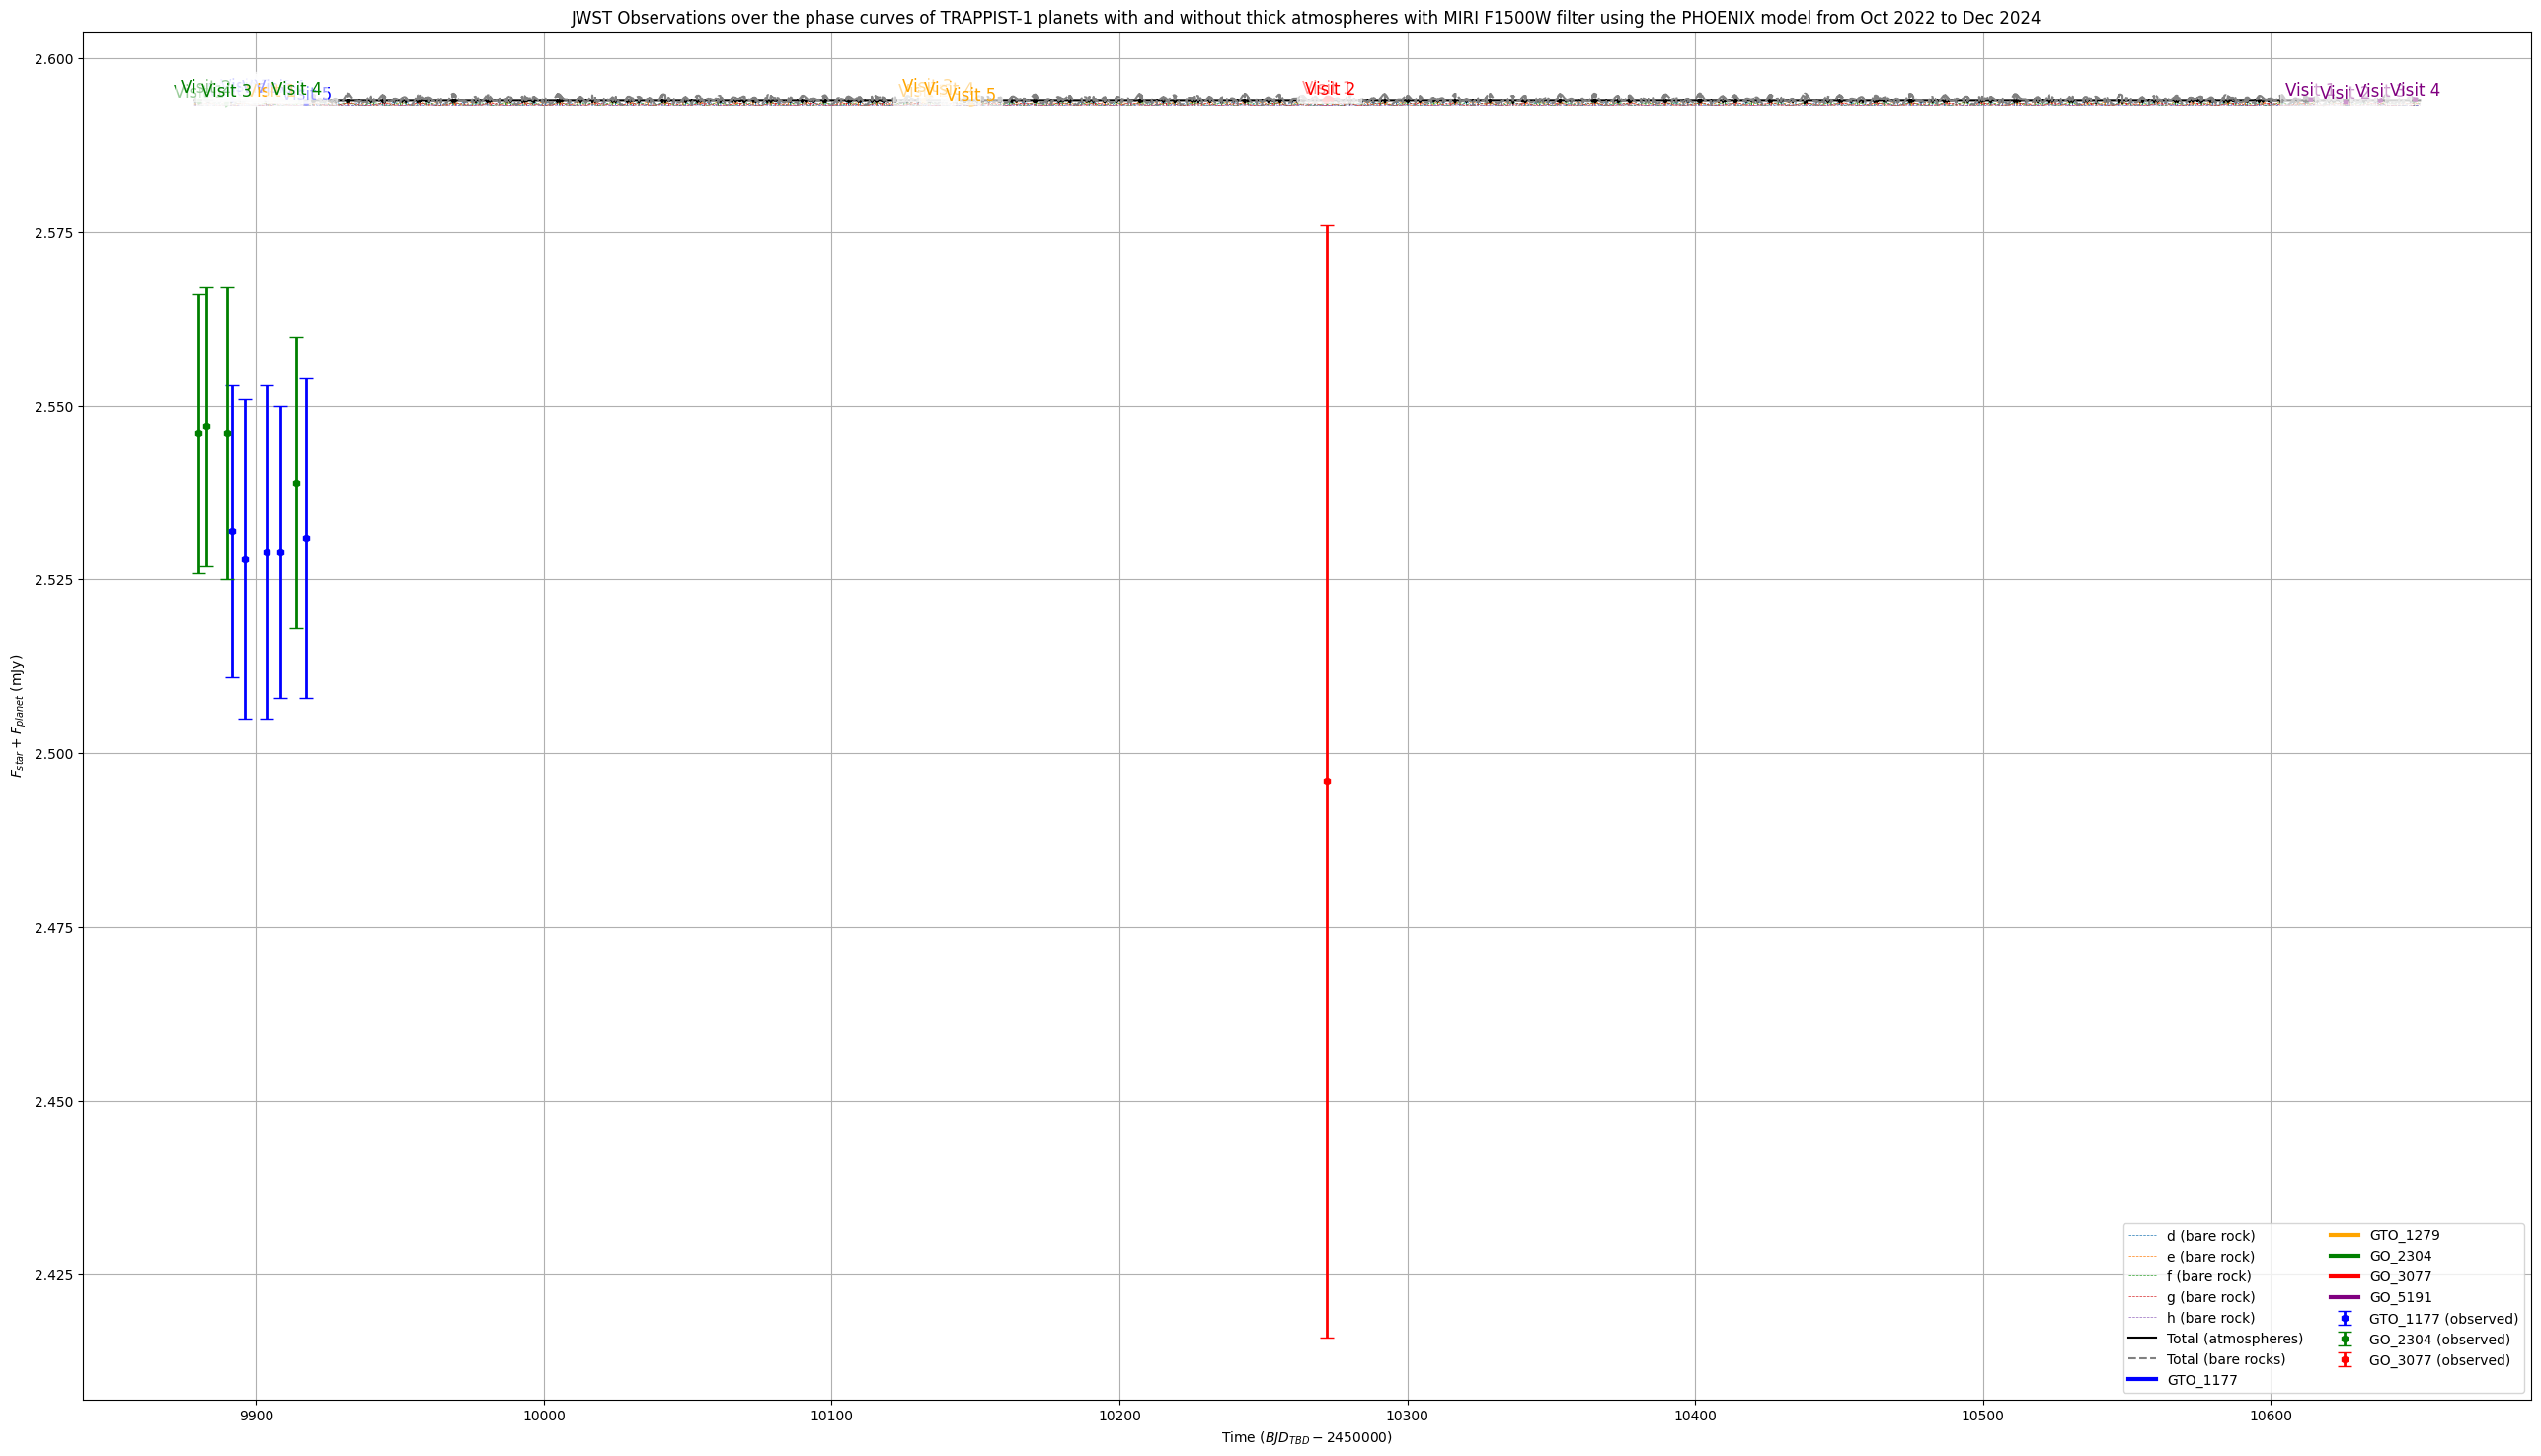 JWST Observations over the phase curves of TRAPPIST-1 planets with and without thick atmospheres with MIRI F1500W filter using the PHOENIX model from Oct 2022 to Dec 2024
2.600
2.575
2.550
2.525
2.500
2.475
2.450
2.425
F_star + F_planet (mJy)
Visit 3
Visit 4
Visit 5
Visit 2
Visit 4
9900
10000
10100
10200
10300
10400
10500
10600
Time (BJD_TBD − 2450000)
d (bare rock)
e (bare rock)
f (bare rock)
g (bare rock)
h (bare rock)
Total (atmospheres)
Total (bare rocks)
GTO_1177
GTO_1279
GO_2304
GO_3077
GO_5191
GTO_1177 (observed)
GO_2304 (observed)
GO_3077 (observed)